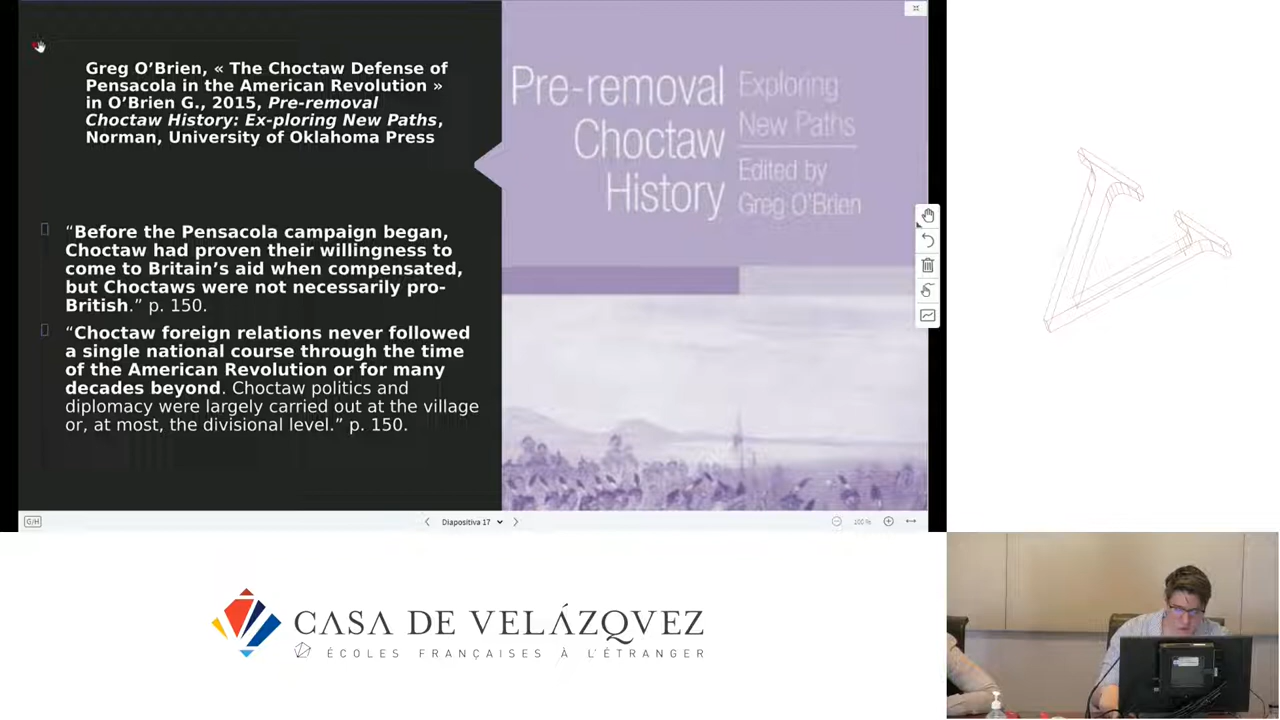 Greg O’Brien, « The Choctaw Defense of
Pensacola in the American Revolution »
in O’Brien G., 2015, Pre-removal
Choctaw History: Ex-ploring New Paths,
Norman, University of Oklahoma Press
“Before the Pensacola campaign began,
Choctaw had proven their willingness to
come to Britain’s aid when compensated,
but Choctaws were not necessarily pro-
British.” p. 150.
“Choctaw foreign relations never followed
a single national course through the time
of the American Revolution or for many
decades beyond. Choctaw politics and
diplomacy were largely carried out at the village
or, at most, the divisional level.” p. 150.
Pre-removal
Choctaw
History
Exploring
New Paths
Edited by
Greg O’Brien
G/H
Diapositiva 17
100 %
CASA DE VELÁZQVEZ
ÉCOLES FRANÇAISES À L’ÉTRANGER